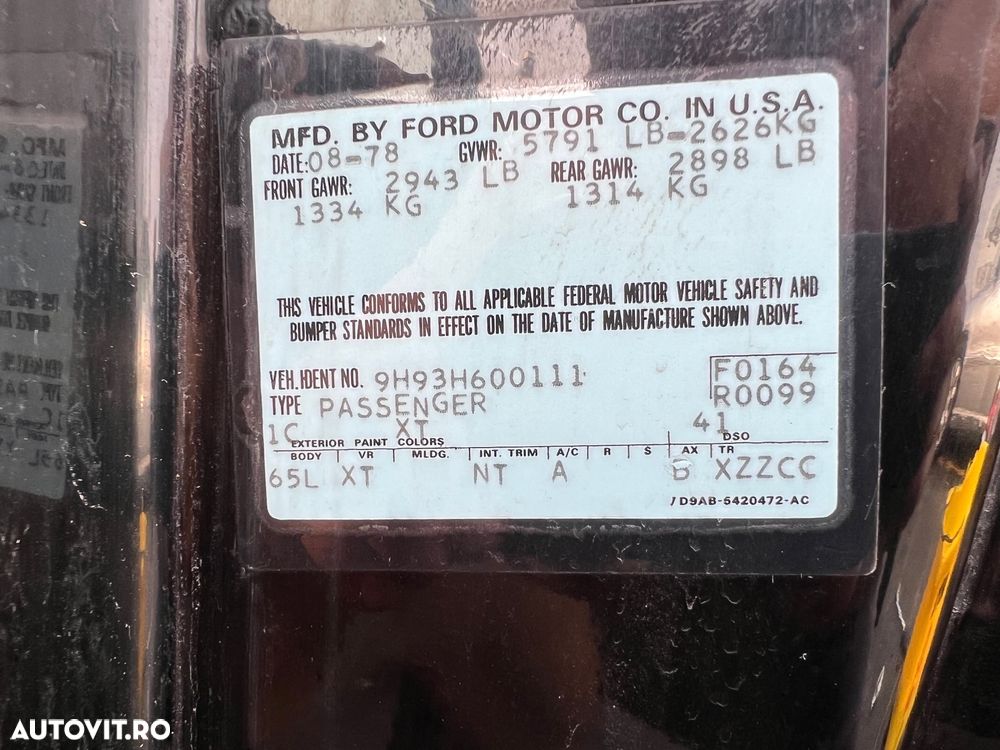 MFD. BY FORD MOTOR CO. IN U.S.A.
DATE: 08-78 GVWR: 5791 LB-2626KG
FRONT GAWR: 2943 LB REAR GAWR: 2898 LB
1334 KG 1314 KG
THIS VEHICLE CONFORMS TO ALL APPLICABLE FEDERAL MOTOR VEHICLE SAFETY AND
BUMPER STANDARDS IN EFFECT ON THE DATE OF MANUFACTURE SHOWN ABOVE.
VEH. IDENT NO. 9H93H600111 F0164
TYPE PASSENGER R0099
1C XT 41
EXTERIOR PAINT COLORS DSO
BODY VR MLDG. INT. TRIM A/C R S AX TR
65L XT NT A B XZZCC
D9AB-5420472-AC
AUTOVIT.RO